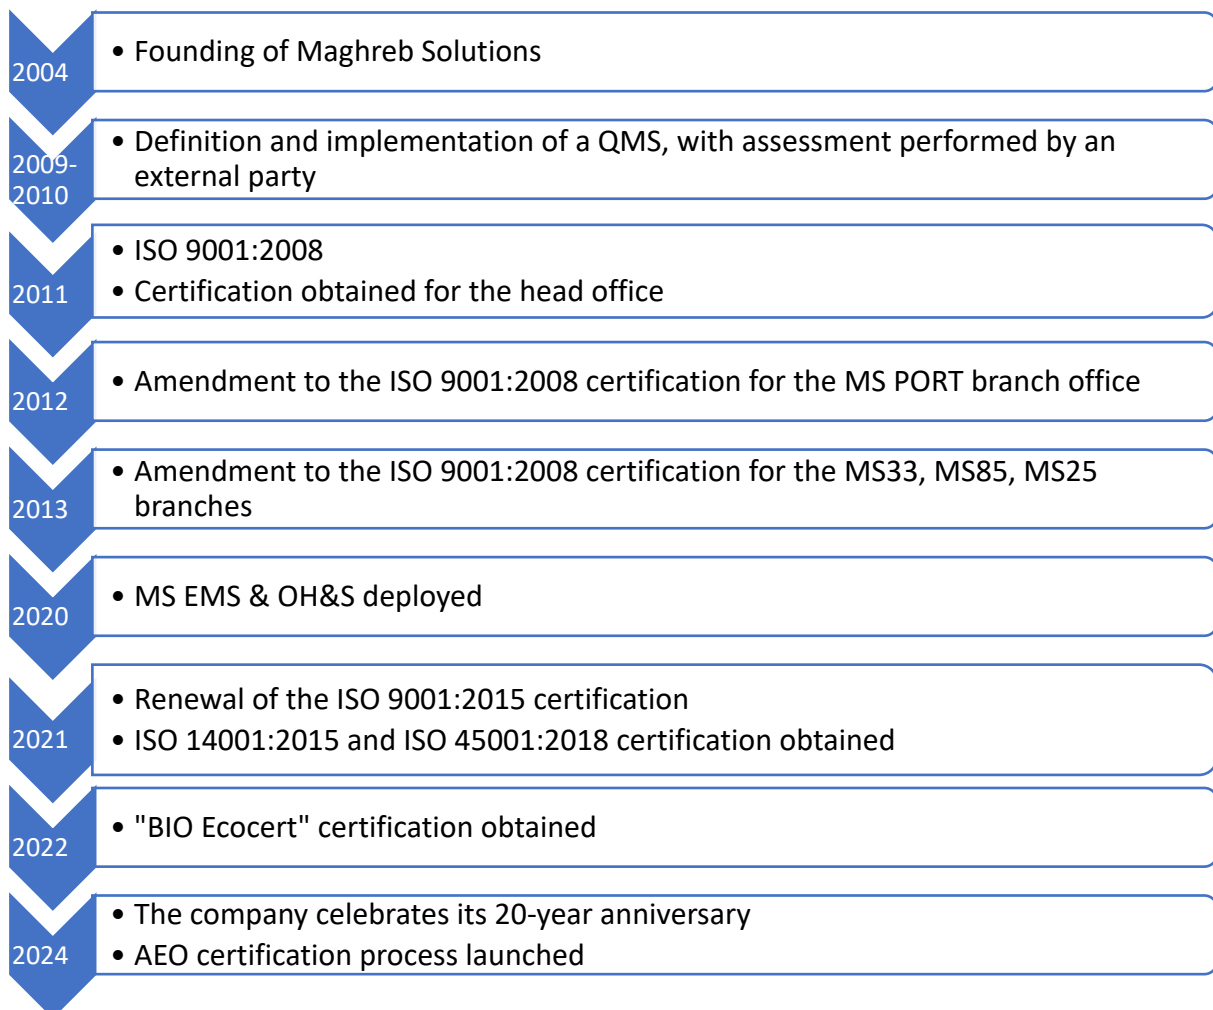 2004
• Founding of Maghreb Solutions
2009-
2010
• Definition and implementation of a QMS, with assessment performed by an
external party
2011
• ISO 9001:2008
• Certification obtained for the head office
2012
• Amendment to the ISO 9001:2008 certification for the MS PORT branch office
2013
• Amendment to the ISO 9001:2008 certification for the MS33, MS85, MS25
branches
2020
• MS EMS & OH&S deployed
2021
• Renewal of the ISO 9001:2015 certification
• ISO 14001:2015 and ISO 45001:2018 certification obtained
2022
• "BIO Ecocert" certification obtained
2024
• The company celebrates its 20-year anniversary
• AEO certification process launched